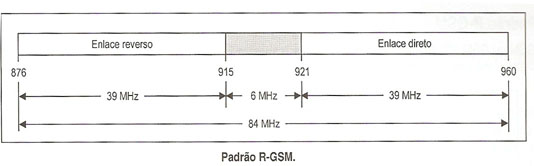 Enlace reverso Enlace direto
876 915 921 960
39 MHz 6 MHz 39 MHz
84 MHz
Padrão R-GSM.